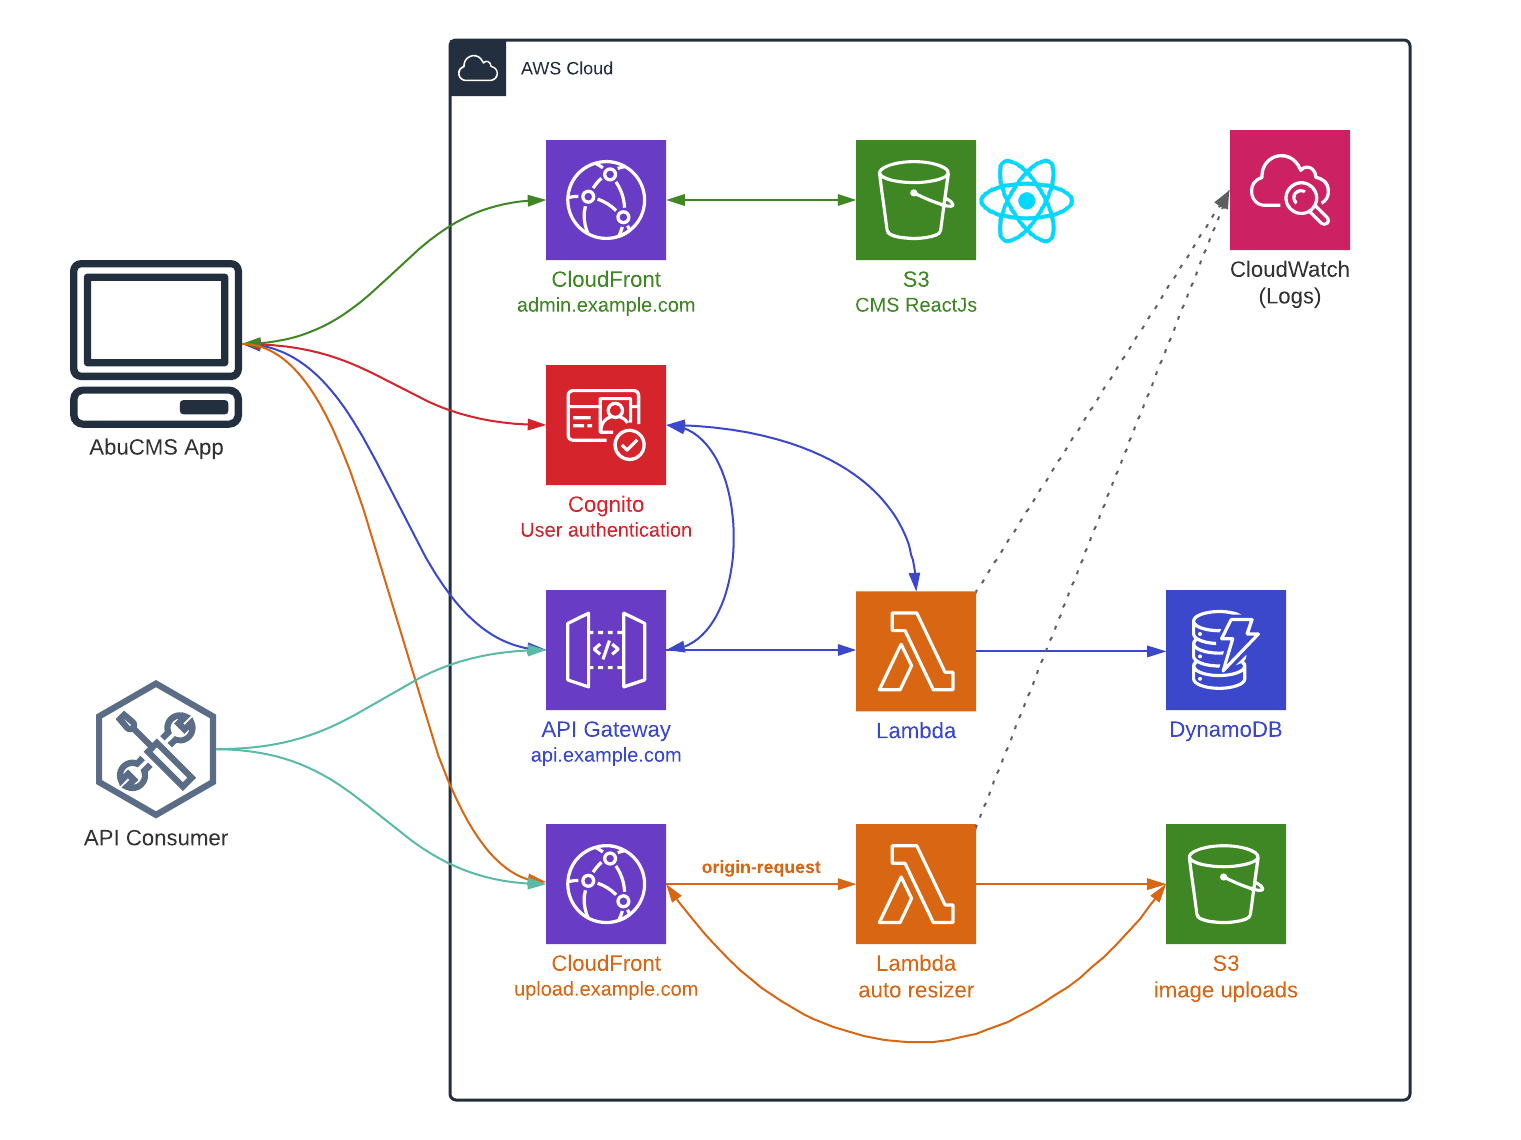 AWS Cloud
CloudFront
admin.example.com
S3
CMS ReactJs
CloudWatch
(Logs)
AbuCMS App
Cognito
User authentication
API Gateway
api.example.com
Lambda
DynamoDB
API Consumer
origin-request
CloudFront
upload.example.com
Lambda
auto resizer
S3
image uploads